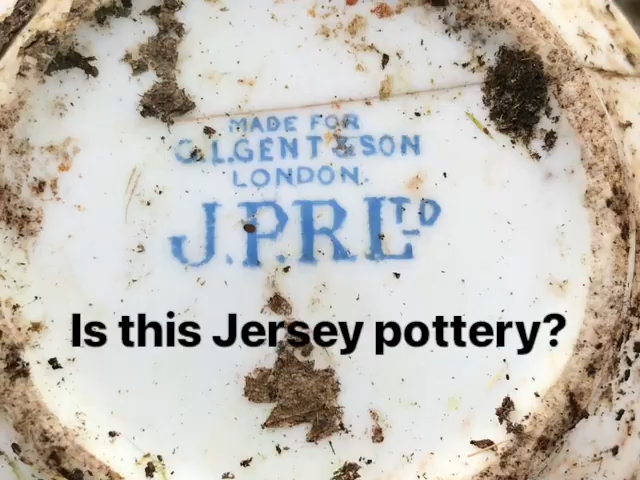 MADE FOR
G.L.GENT & SON
LONDON.
J.P.R LTD
Is this Jersey pottery?